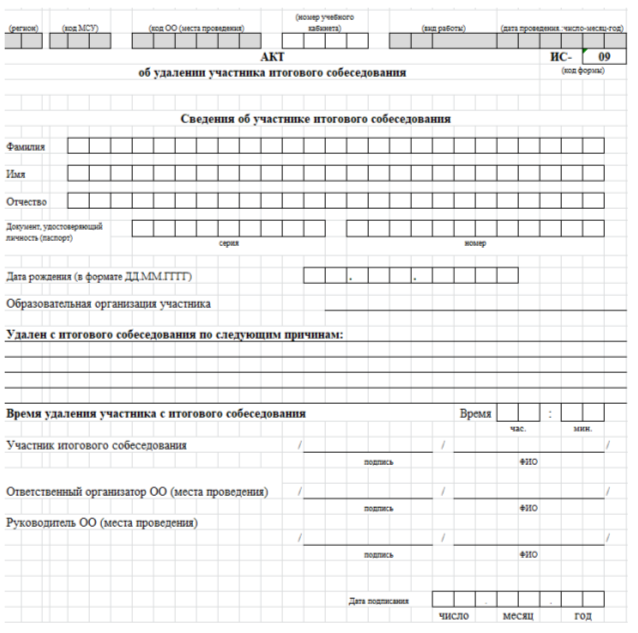 (номер учебного
(регион) (код МСУ) (код ОО (места проведения) кабинета) (вид работы) (дата проведения :число-месяц-год)
АКТ ИС- 09
об удалении участника итогового собеседования (код формы)
Сведения об участнике итогового собеседования
Фамилия
Имя
Отчество
Документ, удостоверяющий
личность (паспорт)
серия номер
Дата рождения (в формате ДД.ММ.ГГГГ) . .
Образовательная организация участника
Удален с итогового собеседования по следующим причинам:
Время удаления участника с итогового собеседования Время :
час. мин.
Участник итогового собеседования / / /
подпись ФИО
Ответственный организатор ОО (места проведения) / / /
подпись ФИО
Руководитель ОО (места проведения)
/ / /
подпись ФИО
Дата подписания . .
число месяц год